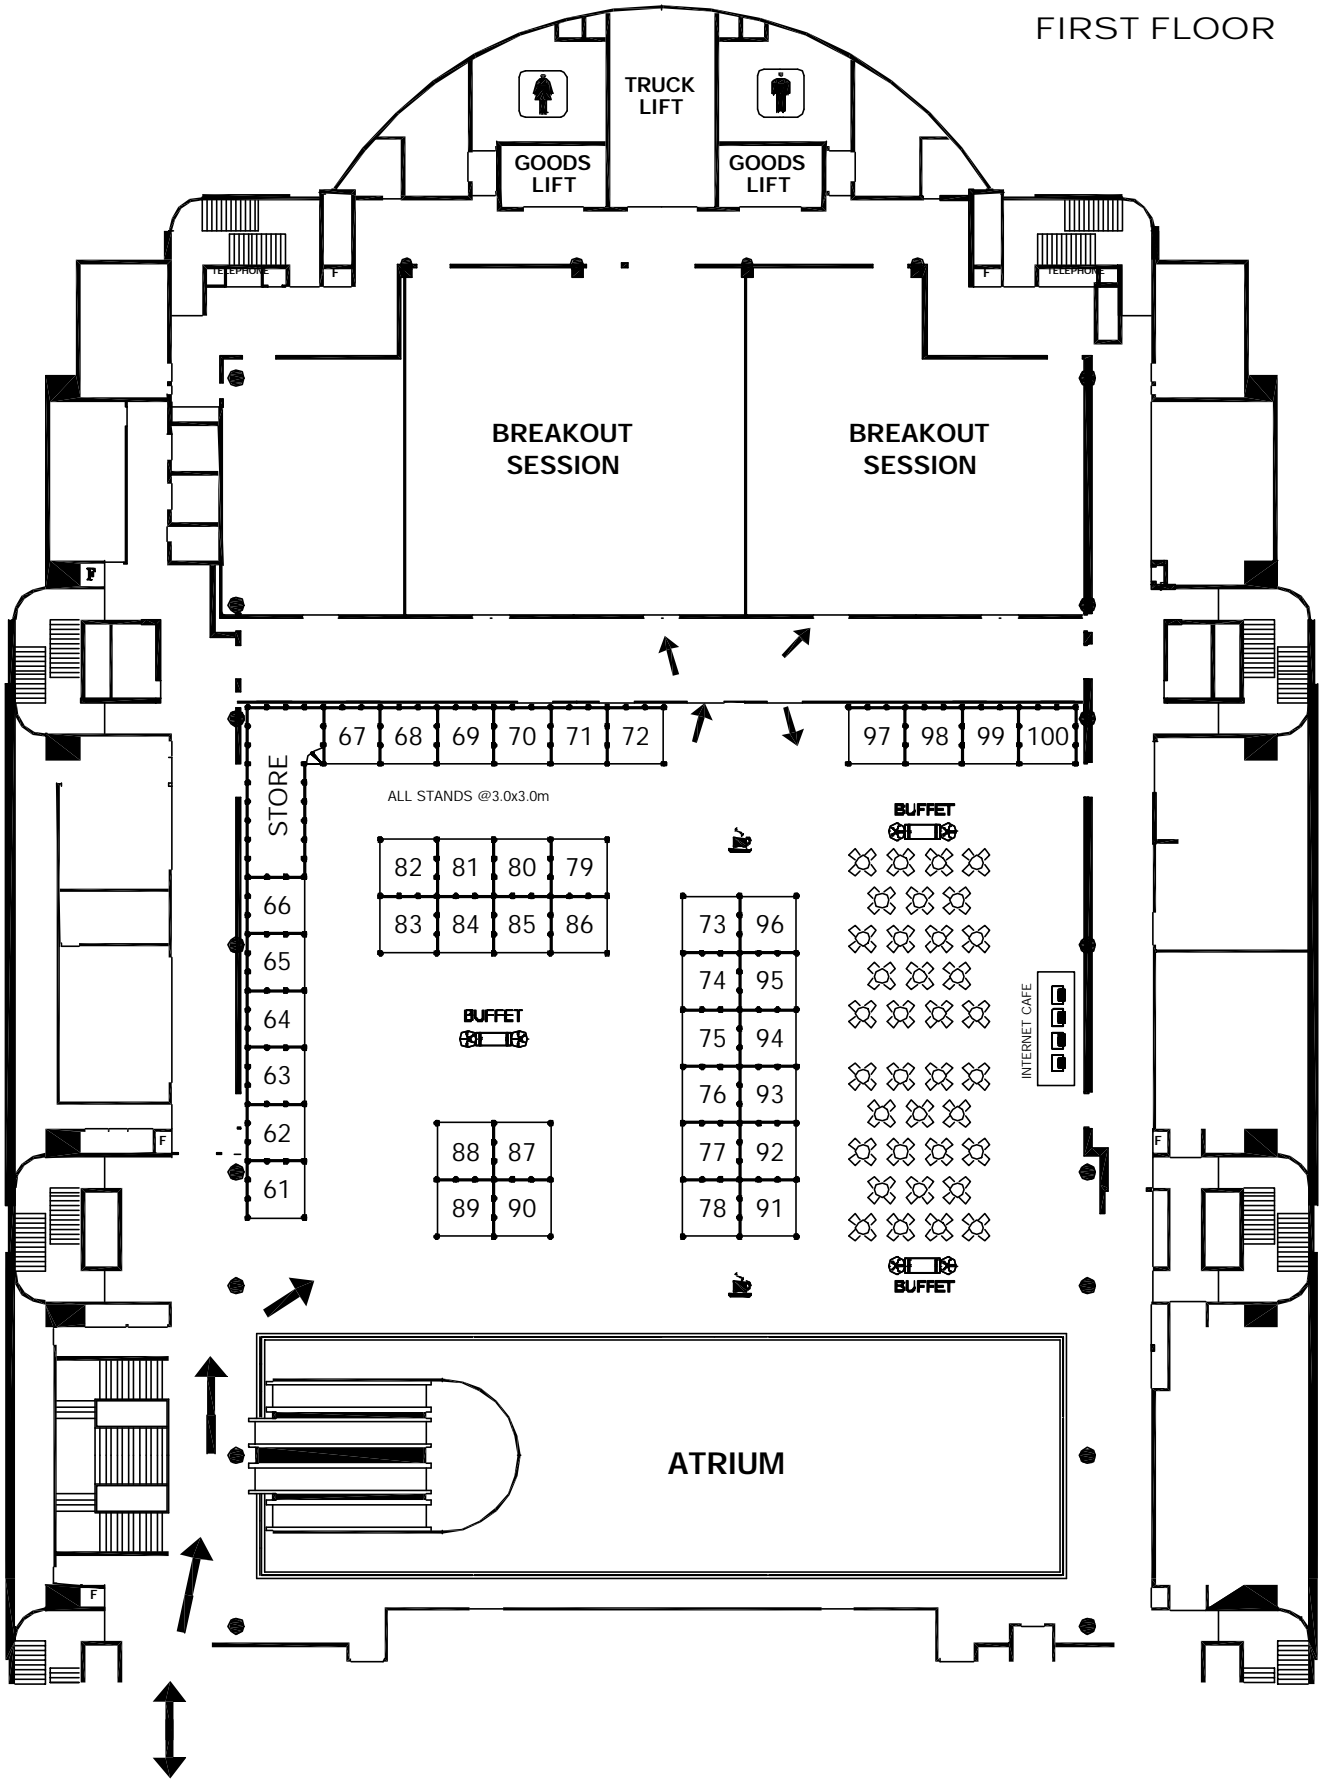 FIRST FLOOR
TRUCK
LIFT
GOODS
LIFT
GOODS
LIFT
TELEPHONE
F
F
TELEPHONE
BREAKOUT
SESSION
BREAKOUT
SESSION
F
67 68 69 70 71 72 97 98 99 100
STORE
ALL STANDS @3.0x3.0m
BUFFET
82 81 80 79
83 84 85 86
66
65
64
63
62
61
73 96
74 95
75 94
76 93
77 92
78 91
BUFFET
INTERNET CAFE
88 87
89 90
F
F
BUFFET
ATRIUM
F